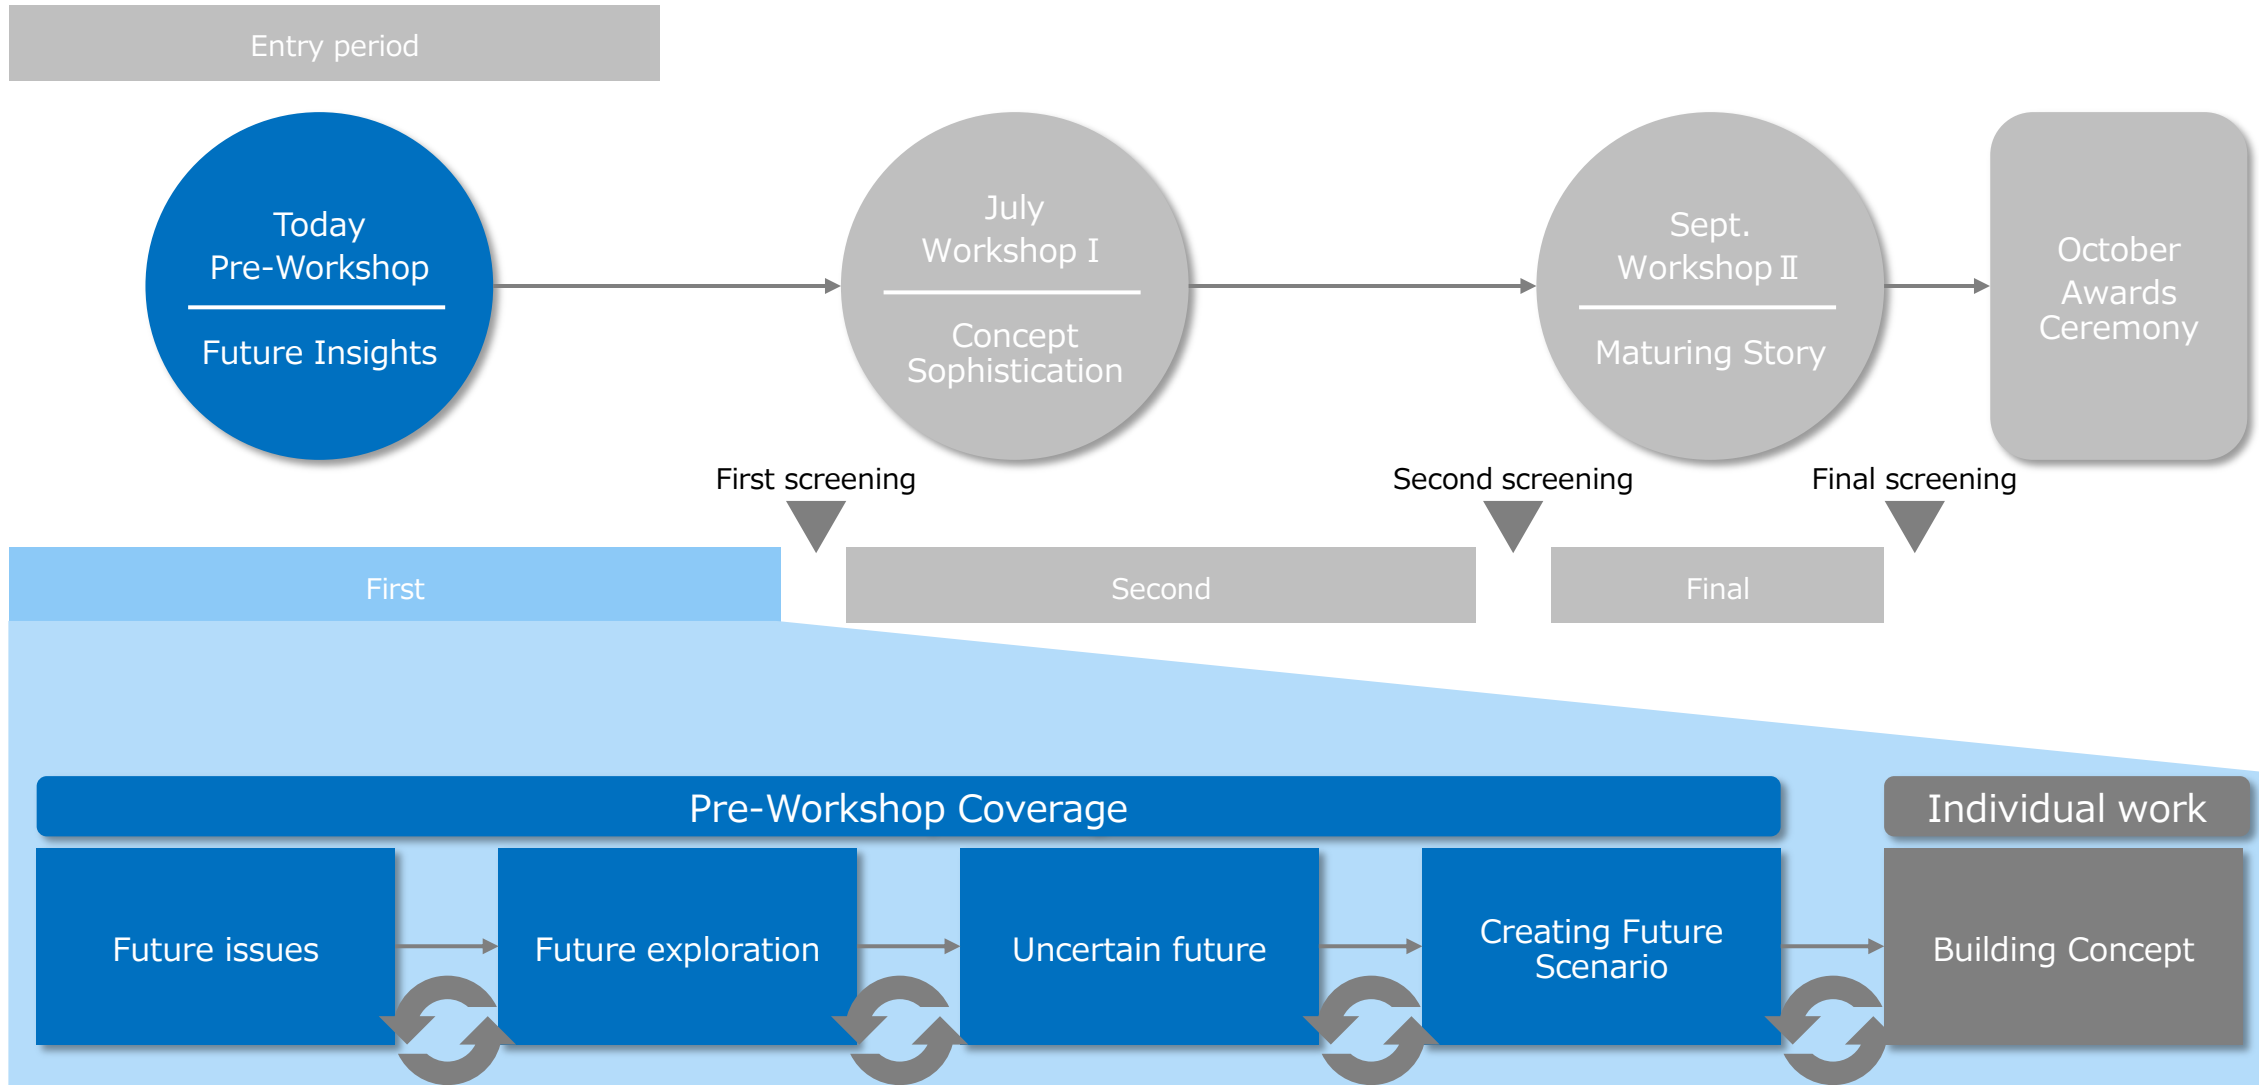 Entry period
Today
Pre-Workshop
Future Insights
July
Workshop Ⅰ
Concept
Sophistication
Sept.
Workshop Ⅱ
Maturing Story
October
Awards
Ceremony
First screening
Second screening
Final screening
First
Second
Final
Pre-Workshop Coverage
Individual work
Future issues
Future exploration
Uncertain future
Creating Future
Scenario
Building Concept